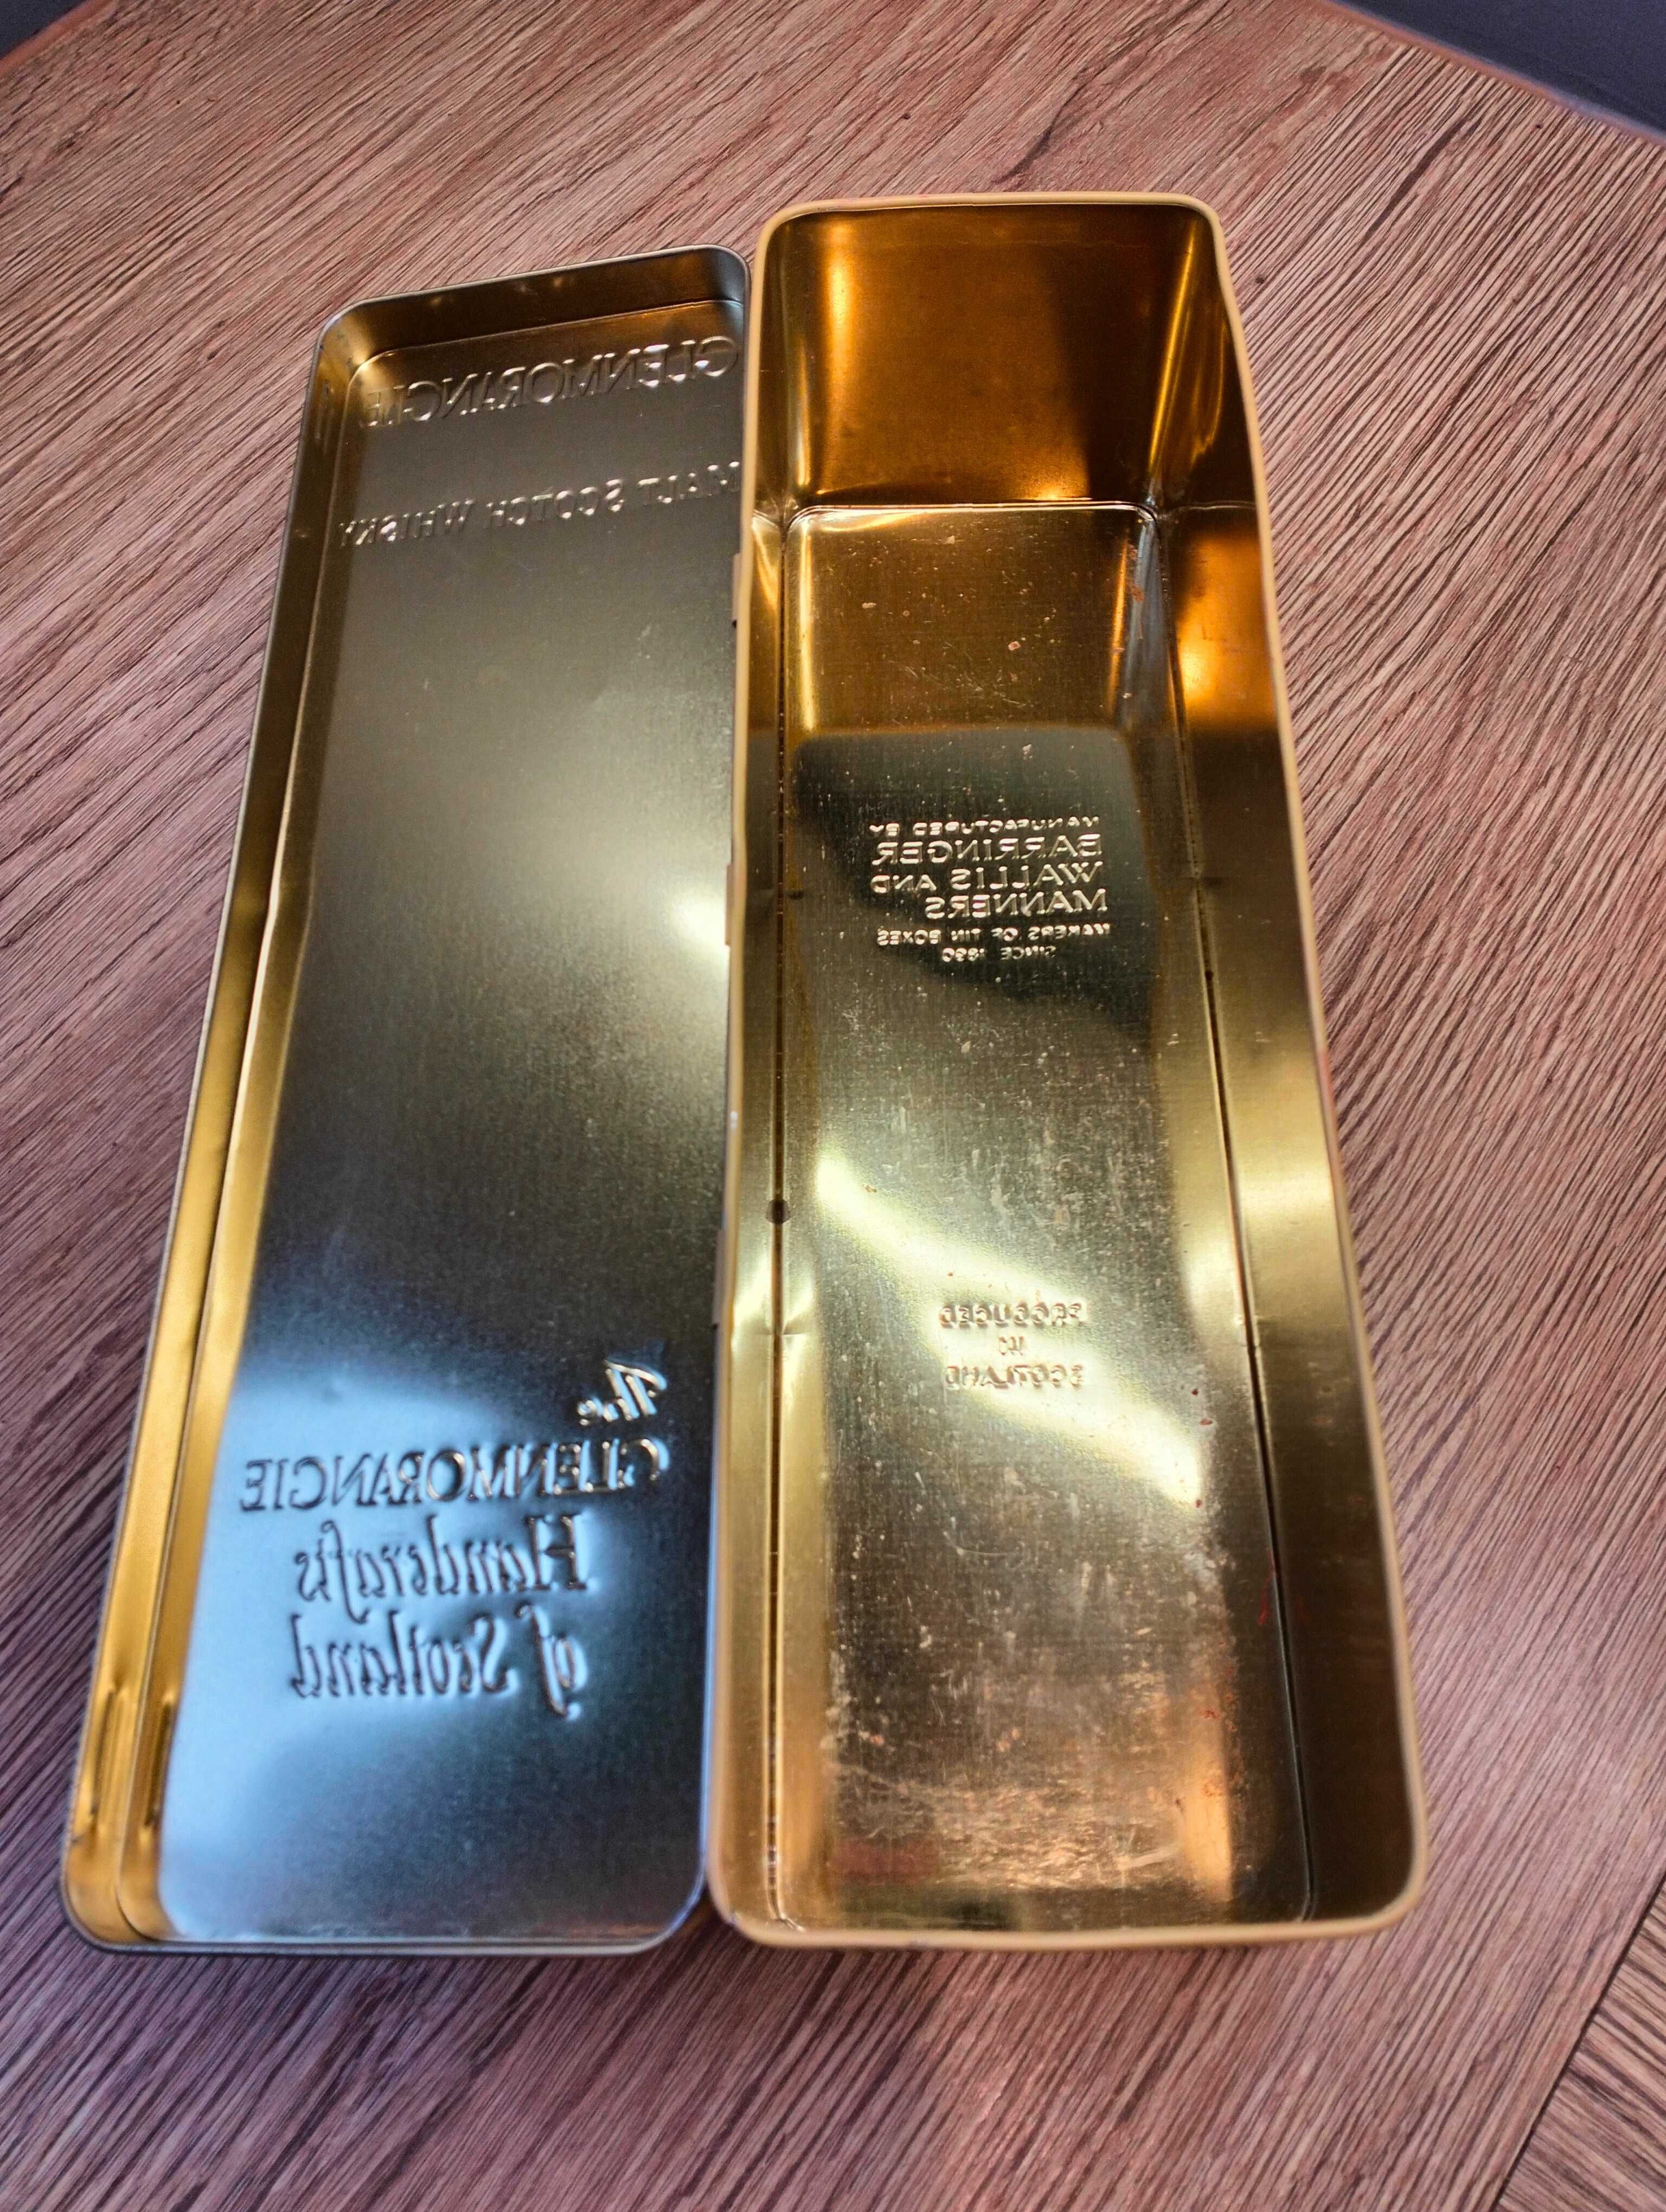 GLENMORANGIE
MALT SCOTCH WHISKY
The
GLENMORANGIE
Handcrafts
of Scotland
MANUFACTURED BY
BARRINGER
WALLIS AND
MANNERS
MAKERS OF TIN BOXES
SINCE 1890
PRODUCED
IN
SCOTLAND